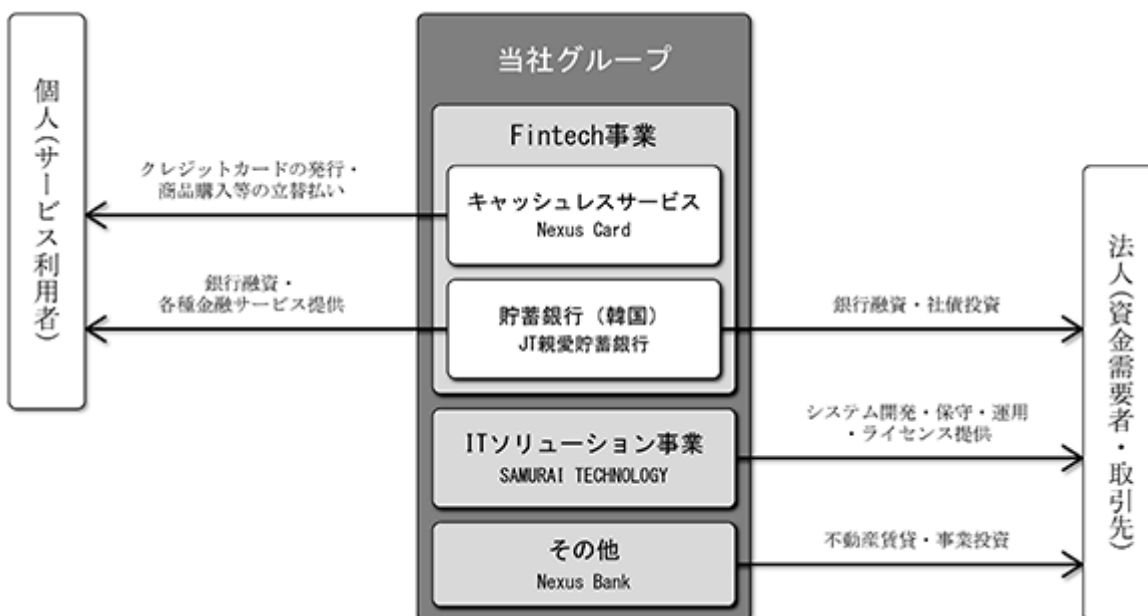 当社グループ
個人(サービス利用者)
Fintech事業
クレジットカードの発行・
商品購入等の立替払い
キャッシュレスサービス
Nexus Card
銀行融資・
各種金融サービス提供
貯蓄銀行（韓国）
JT親愛貯蓄銀行
銀行融資・社債投資
法人(資金需要者・取引先)
ITソリューション事業
SAMURAI TECHNOLOGY
システム開発・保守・運用
・ライセンス提供
その他
Nexus Bank
不動産賃貸・事業投資